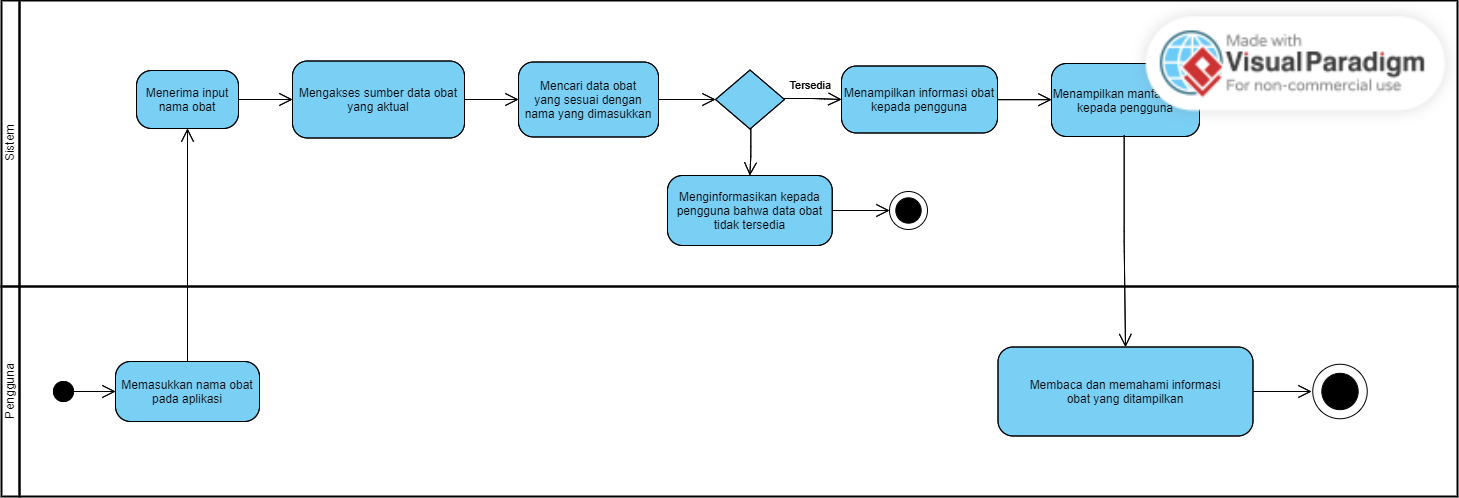 Sistem
Menerima input
nama obat
Mengakses sumber data obat
yang aktual
Mencari data obat
yang sesuai dengan
nama yang dimasukkan
Tersedia
Menampilkan informasi obat
kepada pengguna
Menampilkan
kepada pengguna
Made with
Visual Paradigm
For non-commercial use
Menginformasikan kepada
pengguna bahwa data obat
tidak tersedia
Pengguna
Memasukkan nama obat
pada aplikasi
Membaca dan memahami informasi
obat yang ditampilkan